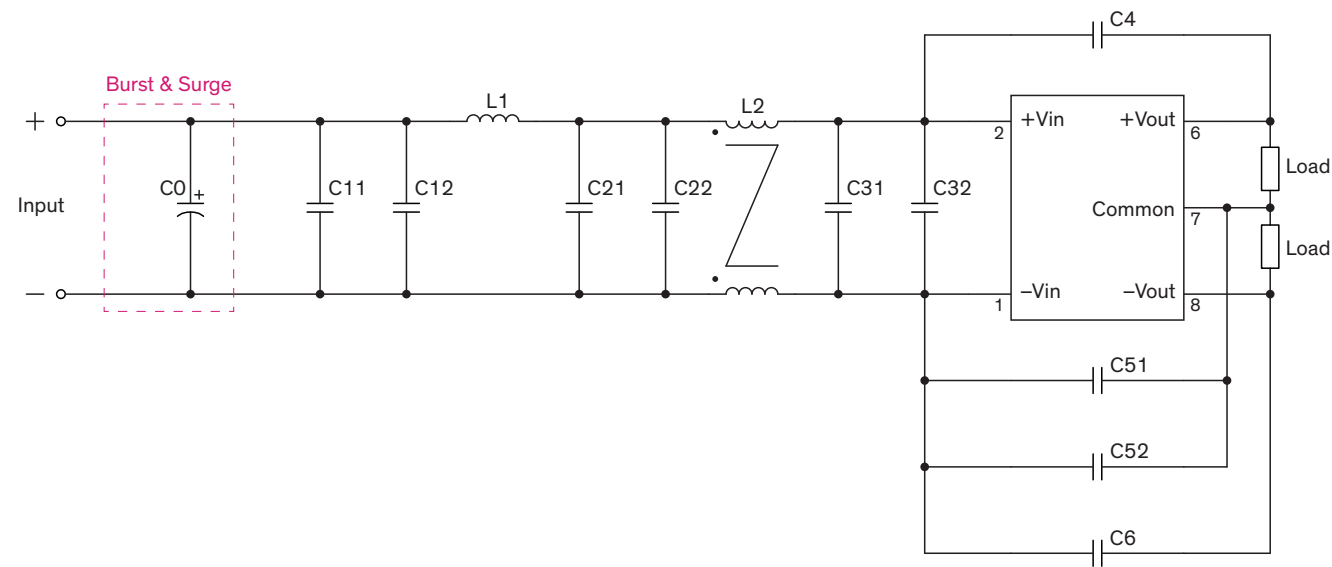 C4
Burst & Surge
L1
L2
+
2
+Vin
+Vout
6
C0
+
C11
C12
C21
C22
C31
C32
Load
Input
Common
7
Load
−
1
–Vin
–Vout
8
C51
C52
C6